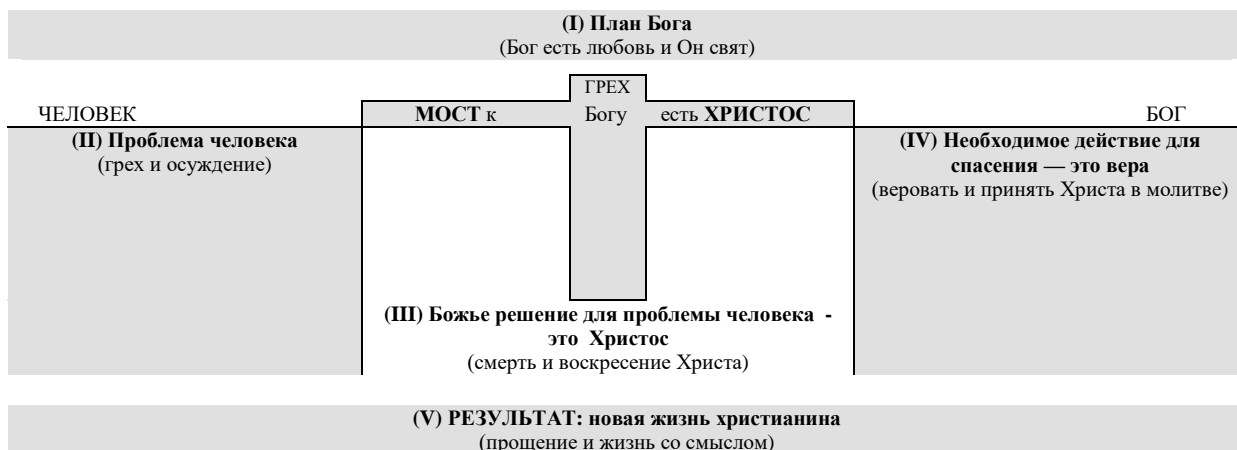 (I) План Бога
(Бог есть любовь и Он свят)
ГРЕХ
ЧЕЛОВЕК МОСТ к Богу есть ХРИСТОС БОГ
(II) Проблема человека
(грех и осуждение)
(IV) Необходимое действие для
спасения — это вера
(веровать и принять Христа в молитве)
(III) Божье решение для проблемы человека -
это Христос
(смерть и воскресение Христа)
(V) РЕЗУЛЬТАТ: новая жизнь христианина
(прощение и жизнь со смыслом)